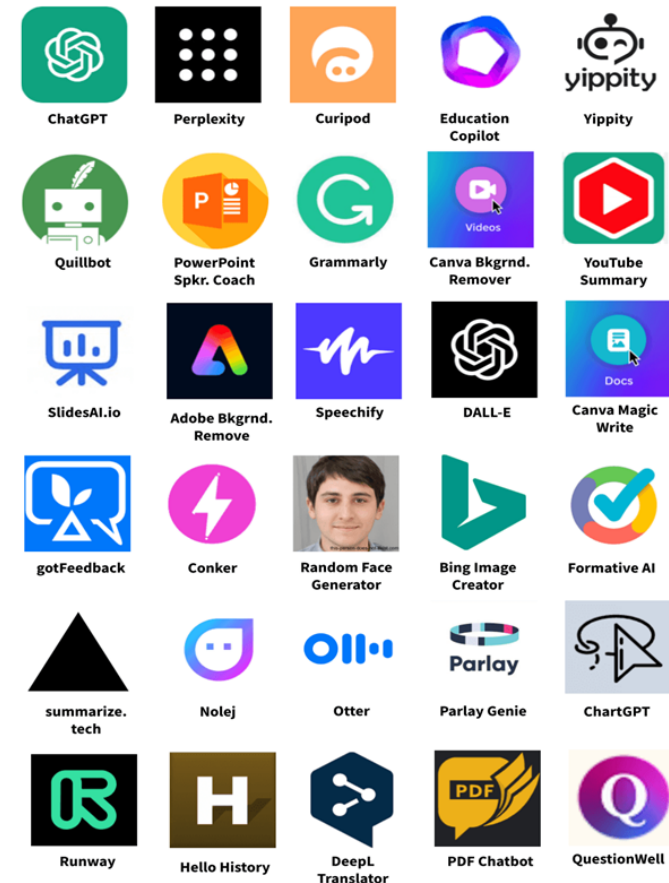 ChatGPT
Perplexity
Curipod
Education
Copilot
yippity
Yippity
Quillbot
P
PowerPoint
Spkr. Coach
G
Grammarly
Videos
Canva Bkgrnd.
Remover
YouTube
Summary
SlidesAI.io
Adobe Bkgrnd.
Remove
Speechify
DALL-E
Docs
Canva Magic
Write
gotFeedback
Conker
Random Face
Generator
Bing Image
Creator
Formative AI
summarize.
tech
Nolej
Otter
Parlay
Parlay Genie
ChartGPT
R
Runway
H
Hello History
DeepL
Translator
PDF
PDF Chatbot
Q
QuestionWell